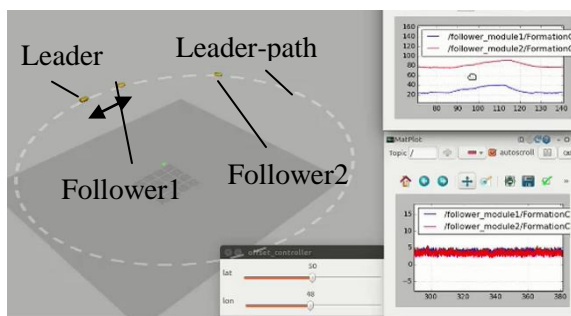 Leader
Leader-path
Follower1
Follower2
offset_controller
lat
50
lon
48
160
140
120
100
80
60
40
20
/follower_module1/FormationC
/follower_module2/FormationC
80 90 100 110 120 130 140
MatPlot
Topic /
autoscroll
15
10
5
0
−5
/follower_module1/FormationC
/follower_module2/FormationC
300 320 340 360 380